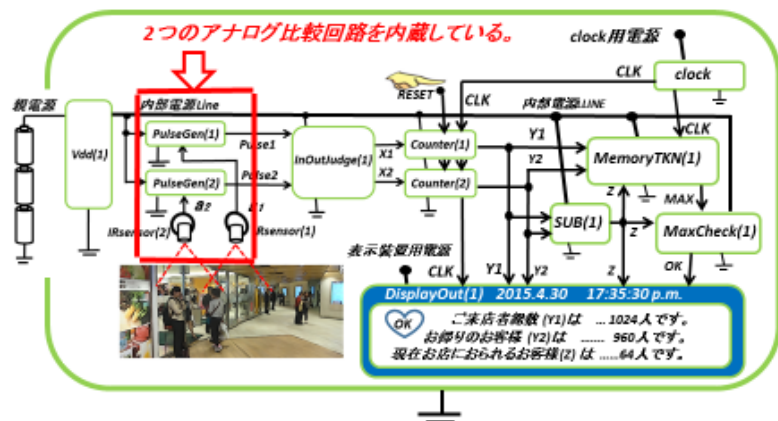 2つのアナログ比較回路を内蔵している。
clock用電源
CLK
clock
RESET
CLK
親電源
内部電源Line
内部電源LINE
CLK
Vdd(1)
PulseGen(1)
Pulse1
InOutJudge(1)
X1
Counter(1)
Y1
MemoryTKN(1)
PulseGen(2)
Pulse2
X2
Counter(2)
Y2
Z
MAX
a2
IRsensor(2)
Rsensor(1)
SUB(1)
Z
MaxCheck(1)
表示装置用電源
CLK
Y1
Y2
Z
OK
DisplayOut(1) 2015.4.30 17:35:30 p.m.
OK
ご来店者総数(Y1)は ...1024人です。
お帰りのお客様(Y2)は ...... 960人です。
現在お店におられるお客様(Z)は .....64人です。